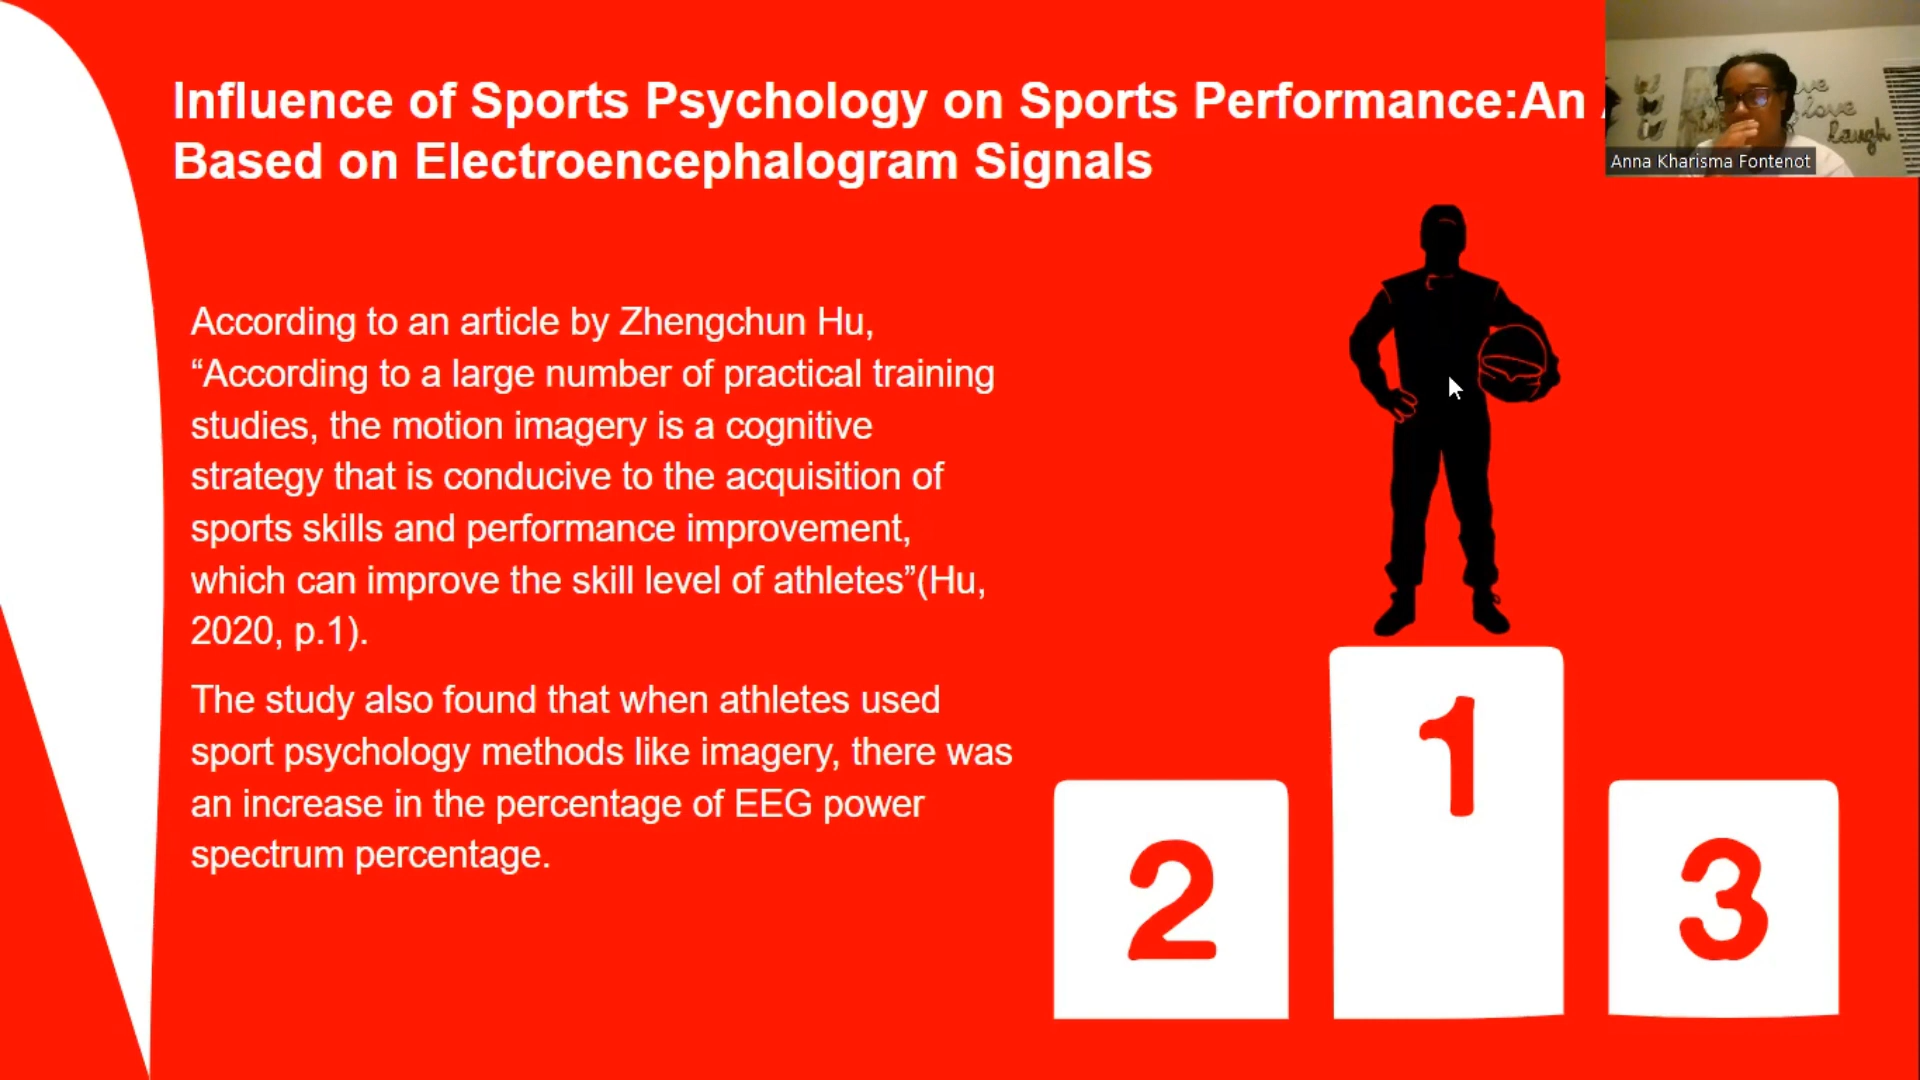 Influence of Sports Psychology on Sports Performance:An
Based on Electroencephalogram Signals
love
laugh
Anna Kharisma Fontenot
According to an article by Zhengchun Hu,
“According to a large number of practical training
studies, the motion imagery is a cognitive
strategy that is conducive to the acquisition of
sports skills and performance improvement,
which can improve the skill level of athletes”(Hu,
2020, p.1).
The study also found that when athletes used
sport psychology methods like imagery, there was
an increase in the percentage of EEG power
spectrum percentage.
1
2
3